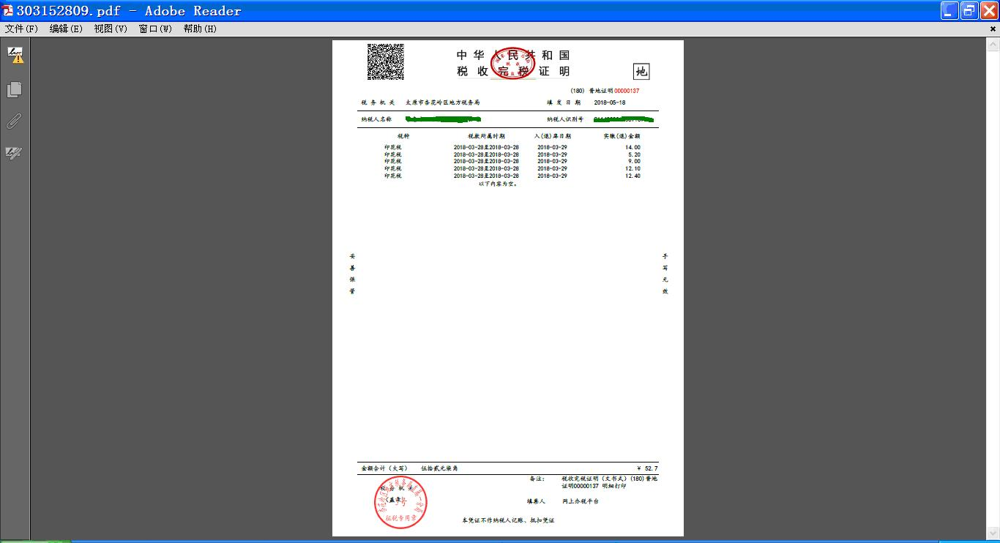 303152809.pdf - Adobe Reader
文件(F) 编辑(E) 视图(V) 窗口(W) 帮助(H)
中华人民共和国
税收完税证明
地
(180) 晋地证明00000137
税务机关 太原市杏花岭区地方税务局 填发日期 2018-05-18
纳税人名称 纳税人识别号
税种 税款所属时期 入(退)库日期 实缴(退)金额
印花税 2018-03-28至2018-03-28 2018-03-29 14.00
印花税 2018-03-28至2018-03-28 2018-03-29 5.20
印花税 2018-03-28至2018-03-28 2018-03-29 9.00
印花税 2018-03-28至2018-03-28 2018-03-29 12.10
印花税 2018-03-28至2018-03-28 2018-03-29 12.40
以下内容为空。
妥善保管
手写无效
金额合计（大写） 伍拾贰元柒角 ¥ 52.7
税务机关
（盖章）
征税专用章
备注： 税收完税证明（文书式）(180)晋地
证明00000137 明细打印
填票人 网上办税平台
本凭证不作纳税人记账、抵扣凭证